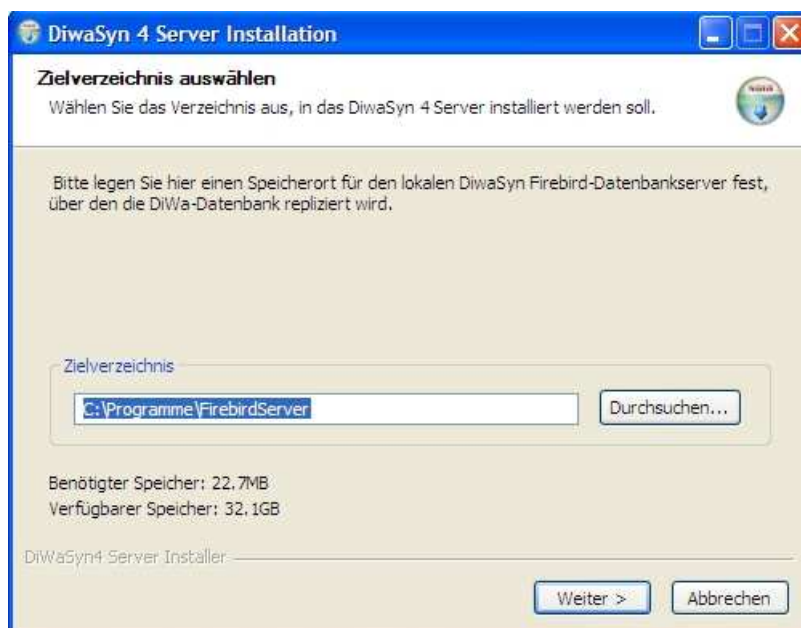 DiwaSyn 4 Server Installation
Zielverzeichnis auswählen
Wählen Sie das Verzeichnis aus, in das DiwaSyn 4 Server installiert werden soll.
Bitte legen Sie hier einen Speicherort für den lokalen DiwaSyn Firebird-Datenbankserver fest,
über den die DiWa-Datenbank repliziert wird.
Zielverzeichnis
C:\Programme\FirebirdServer
Durchsuchen...
Benötigter Speicher: 22.7MB
Verfügbarer Speicher: 32.1GB
DiWaSyn4 Server Installer
Weiter >
Abbrechen